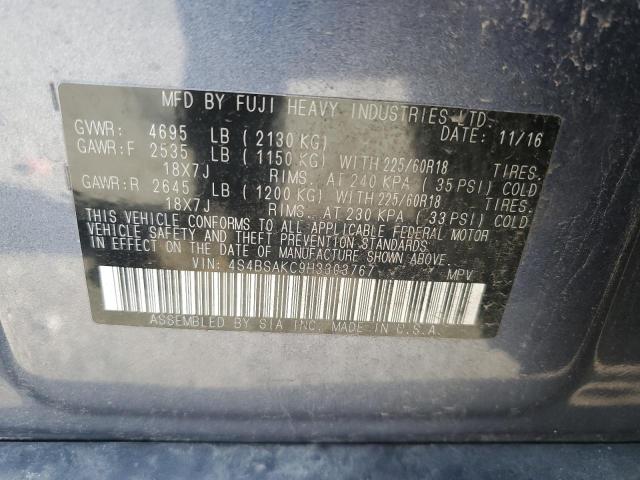 MFD BY FUJI HEAVY INDUSTRIES LTD.
DATE: 11/16
GVWR: 4695 LB (2130 KG)
GAWR:F 2535 LB (1150 KG) WITH 225/60R18 TIRES.
18X7J RIMS. AT 240 KPA (35 PSI) COLD
GAWR:R 2645 LB (1200 KG) WITH 225/60R18 TIRES.
18X7J RIMS. AT 230 KPA (33 PSI) COLD
THIS VEHICLE CONFORMS TO ALL APPLICABLE FEDERAL MOTOR
VEHICLE SAFETY, BUMPER, AND THEFT PREVENTION STANDARDS
IN EFFECT ON THE DATE OF MANUFACTURE SHOWN ABOVE.
VIN: 4S4BSAKC9H3303767 MPV
ASSEMBLED BY SIA INC. MADE IN U.S.A.